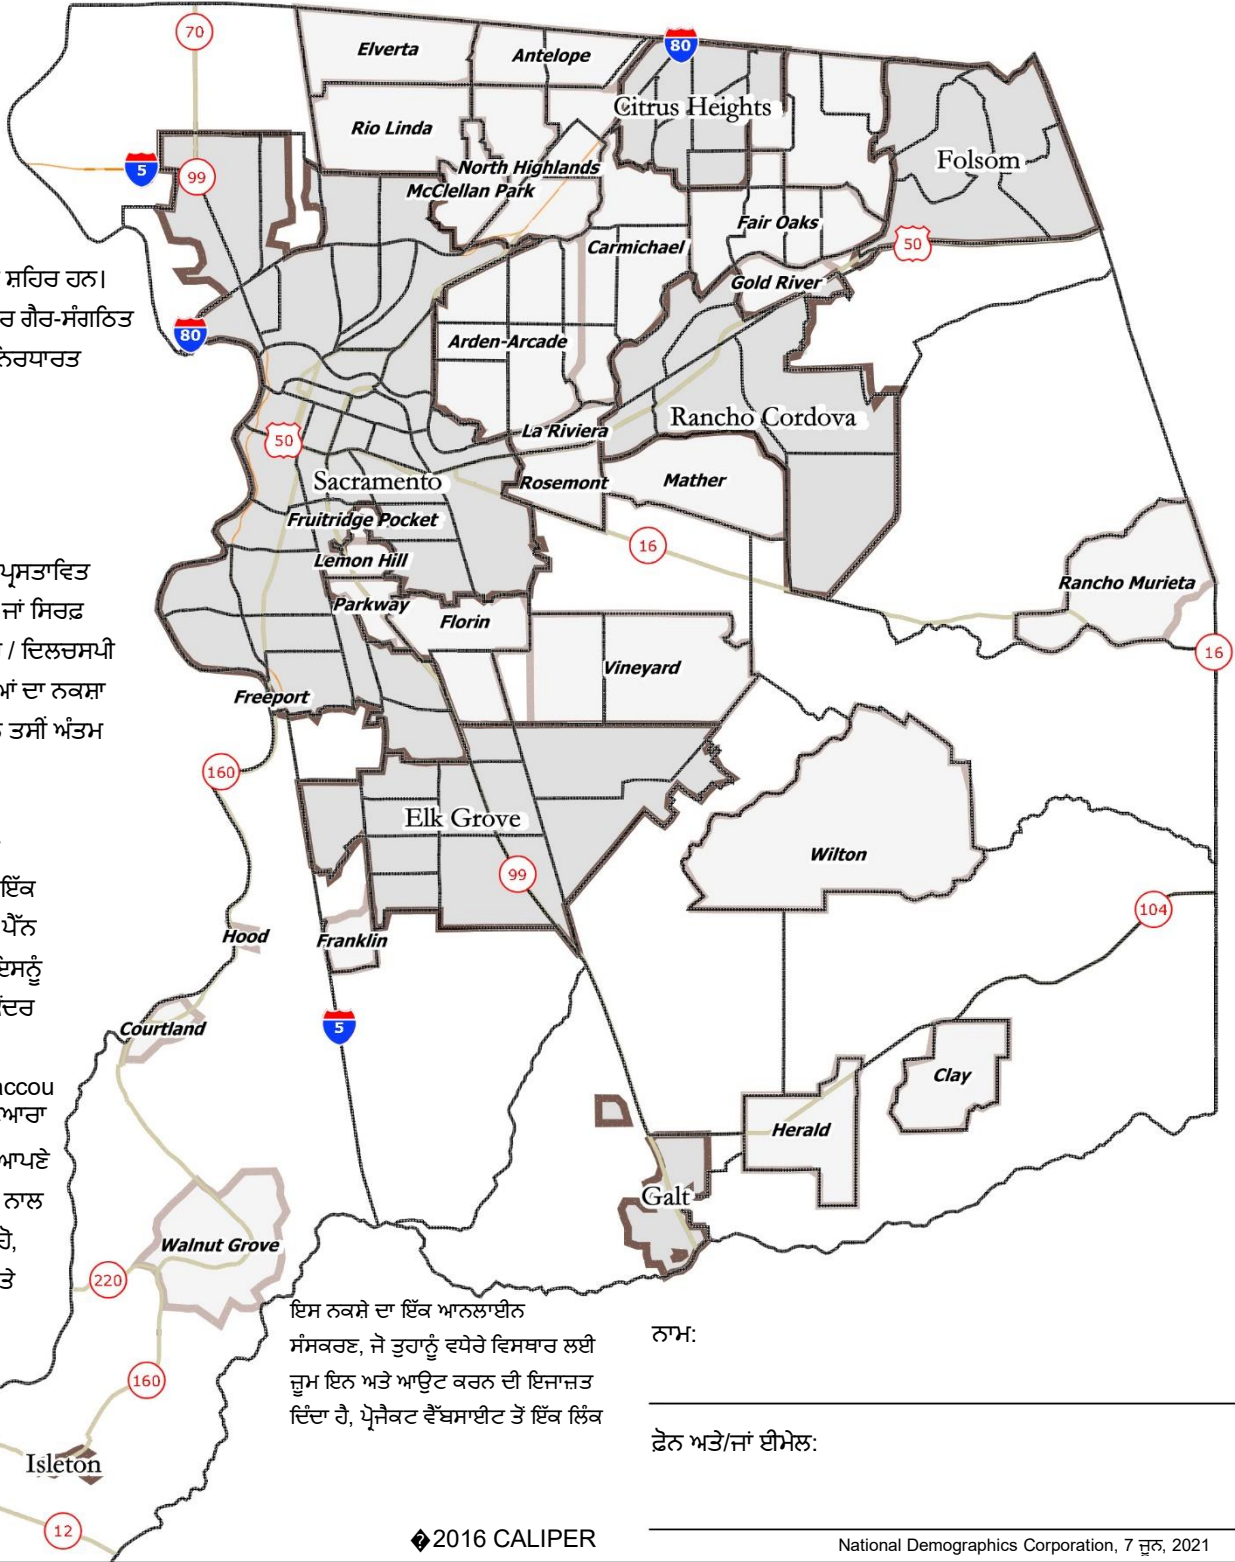 70
80
Elverta
Antelope
Citrus Heights
Rio Linda
Folsom
5
99
North Highlands
McClellan Park
Fair Oaks
Carmichael
50
Gold River
ਸ਼ਹਿਰ ਹਨ।
ਰ ਗੈਰ-ਸੰਗਠਿਤ
80
Arden-Arcade
ਨਿਰਧਾਰਤ
Rancho Cordova
La Riviera
50
Sacramento
Rosemont
Mather
Fruitridge Pocket
16
Lemon Hill
ਪ੍ਰਸਤਾਵਿਤ
Rancho Murieta
ਜਾਂ ਸਿਰਫ਼
Parkway
Florin
/ ਦਿਲਚਸਪੀ
16
Vineyard
ਆਂ ਦਾ ਨਕਸ਼ਾ
Freeport
ਤਸੀਂ ਅੰਤਮ
160
Elk Grove
Wilton
99
ਇੱਕ
104
ਪੈੱਨ
Hood
Franklin
ਇਸਨੂੰ
ੰਦਰ
Courtland
5
Clay
accou
ਆਰਾ
Herald
ਆਪਣੇ
ਨਾਲ
Galt
ਹੋ,
Walnut Grove
ਤੇ
220
ਇਸ ਨਕਸ਼ੇ ਦਾ ਇੱਕ ਆਨਲਾਈਨ
ਸੰਸਕਰਣ, ਜੋ ਤੁਹਾਨੂੰ ਵਧੇਰੇ ਵਿਸਥਾਰ ਲਈ
ਜ਼ੂਮ ਇਨ ਅਤੇ ਆਉਟ ਕਰਨ ਦੀ ਇਜਾਜ਼ਤ
ਦਿੰਦਾ ਹੈ, ਪ੍ਰੋਜੈਕਟ ਵੈੱਬਸਾਈਟ ਤੋਂ ਇੱਕ ਲਿੰਕ
ਨਾਮ:
160
ਫ਼ੋਨ ਅਤੇ/ਜਾਂ ਈਮੇਲ:
Isleton
12
�2016 CALIPER
National Demographics Corporation, 7 ਜੂਨ, 2021